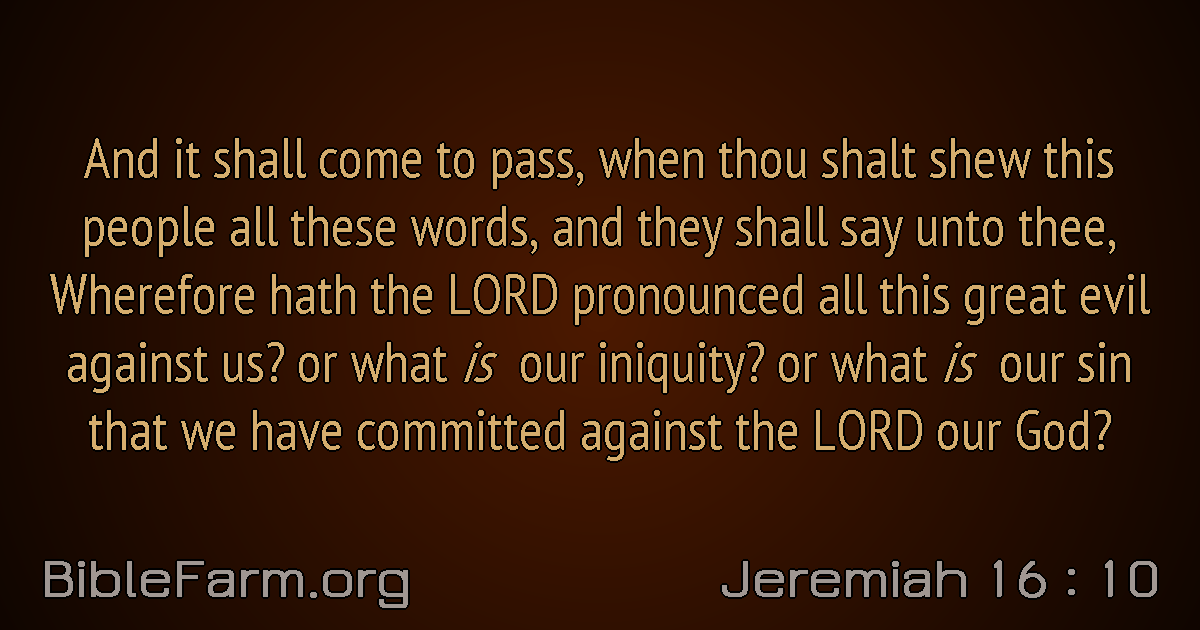 And it shall come to pass, when thou shalt shew this
people all these words, and they shall say unto thee,
Wherefore hath the LORD pronounced all this great evil
against us? or what is our iniquity? or what is our sin
that we have committed against the LORD our God?
BibleFarm.org
Jeremiah 16 : 10